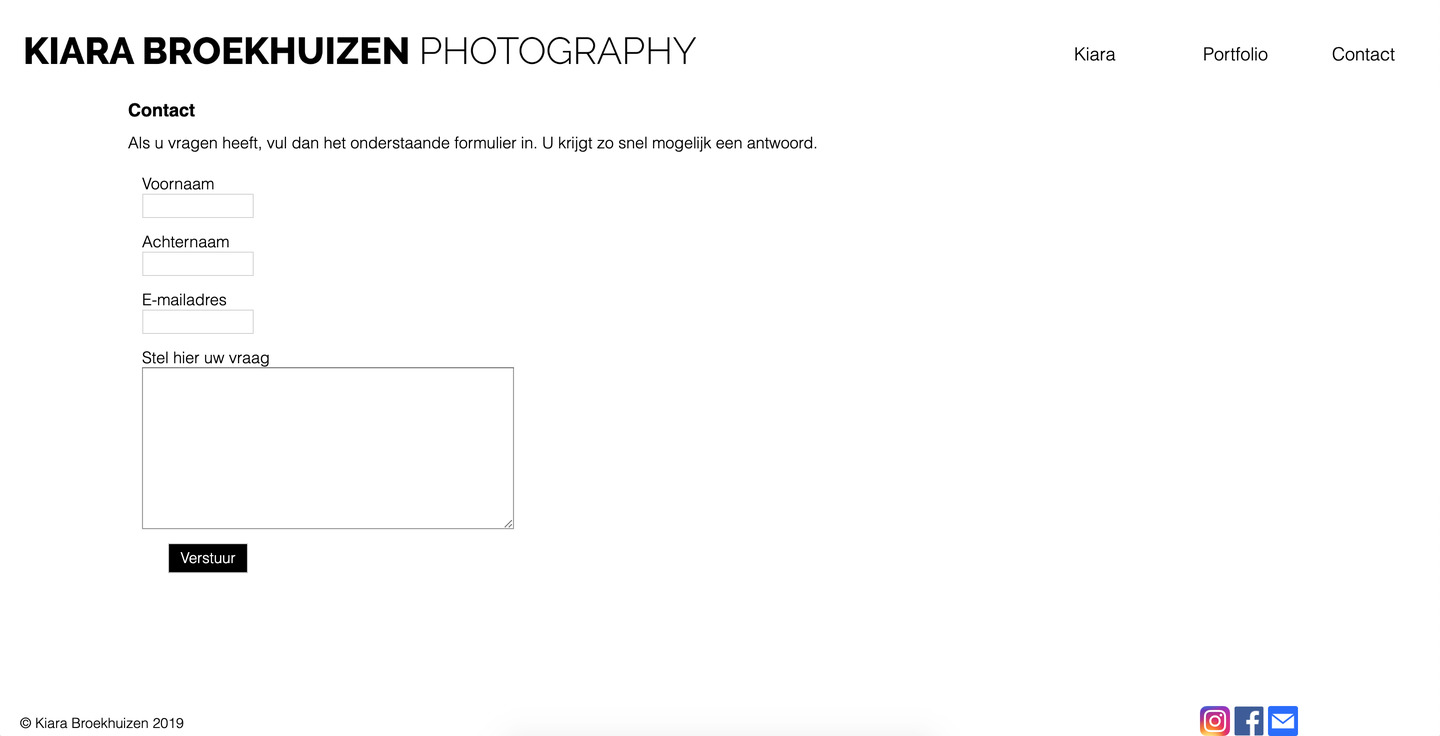 KIARA BROEKHUIZEN PHOTOGRAPHY
Kiara
Portfolio
Contact
Contact
Als u vragen heeft, vul dan het onderstaande formulier in. U krijgt zo snel mogelijk een antwoord.
Voornaam
Achternaam
E-mailadres
Stel hier uw vraag
Verstuur
© Kiara Broekhuizen 2019